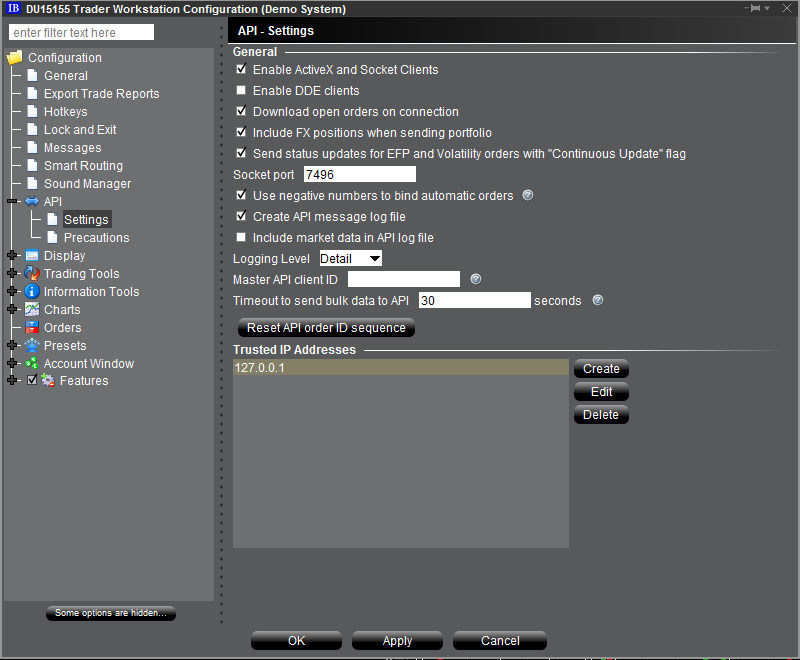 IB DU15155 Trader Workstation Configuration (Demo System)
enter filter text here
Configuration
General
Export Trade Reports
Hotkeys
Lock and Exit
Messages
Smart Routing
Sound Manager
API
Settings
Precautions
Display
Trading Tools
Information Tools
Charts
Orders
Presets
Account Window
Features
Some options are hidden...
API - Settings
General
Enable ActiveX and Socket Clients
Enable DDE clients
Download open orders on connection
Include FX positions when sending portfolio
Send status updates for EFP and Volatility orders with "Continuous Update" flag
Socket port 7496
Use negative numbers to bind automatic orders
Create API message log file
Include market data in API log file
Logging Level Detail
Master API client ID
Timeout to send bulk data to API 30 seconds
Reset API order ID sequence
Trusted IP Addresses
127.0.0.1
Create
Edit
Delete
OK Apply Cancel